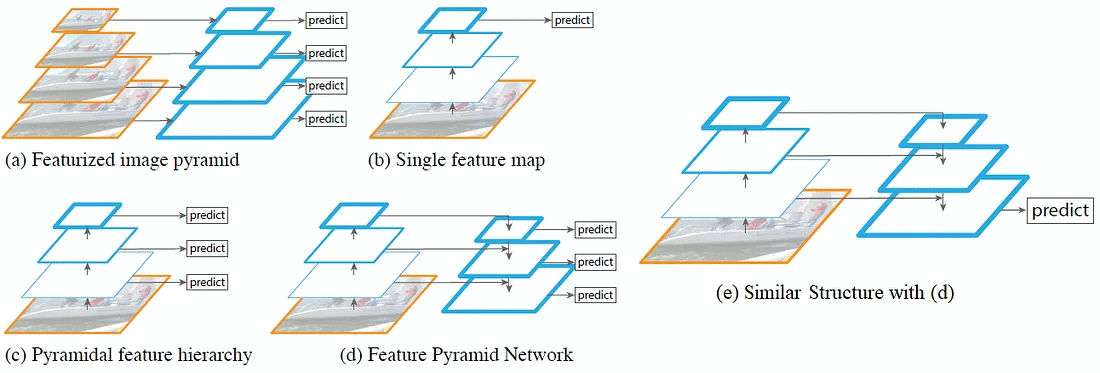 predict
predict
predict
predict
(a) Featurized image pyramid
predict
(b) Single feature map
predict
predict
predict
(c) Pyramidal feature hierarchy
predict
predict
predict
(d) Feature Pyramid Network
predict
(e) Similar Structure with (d)